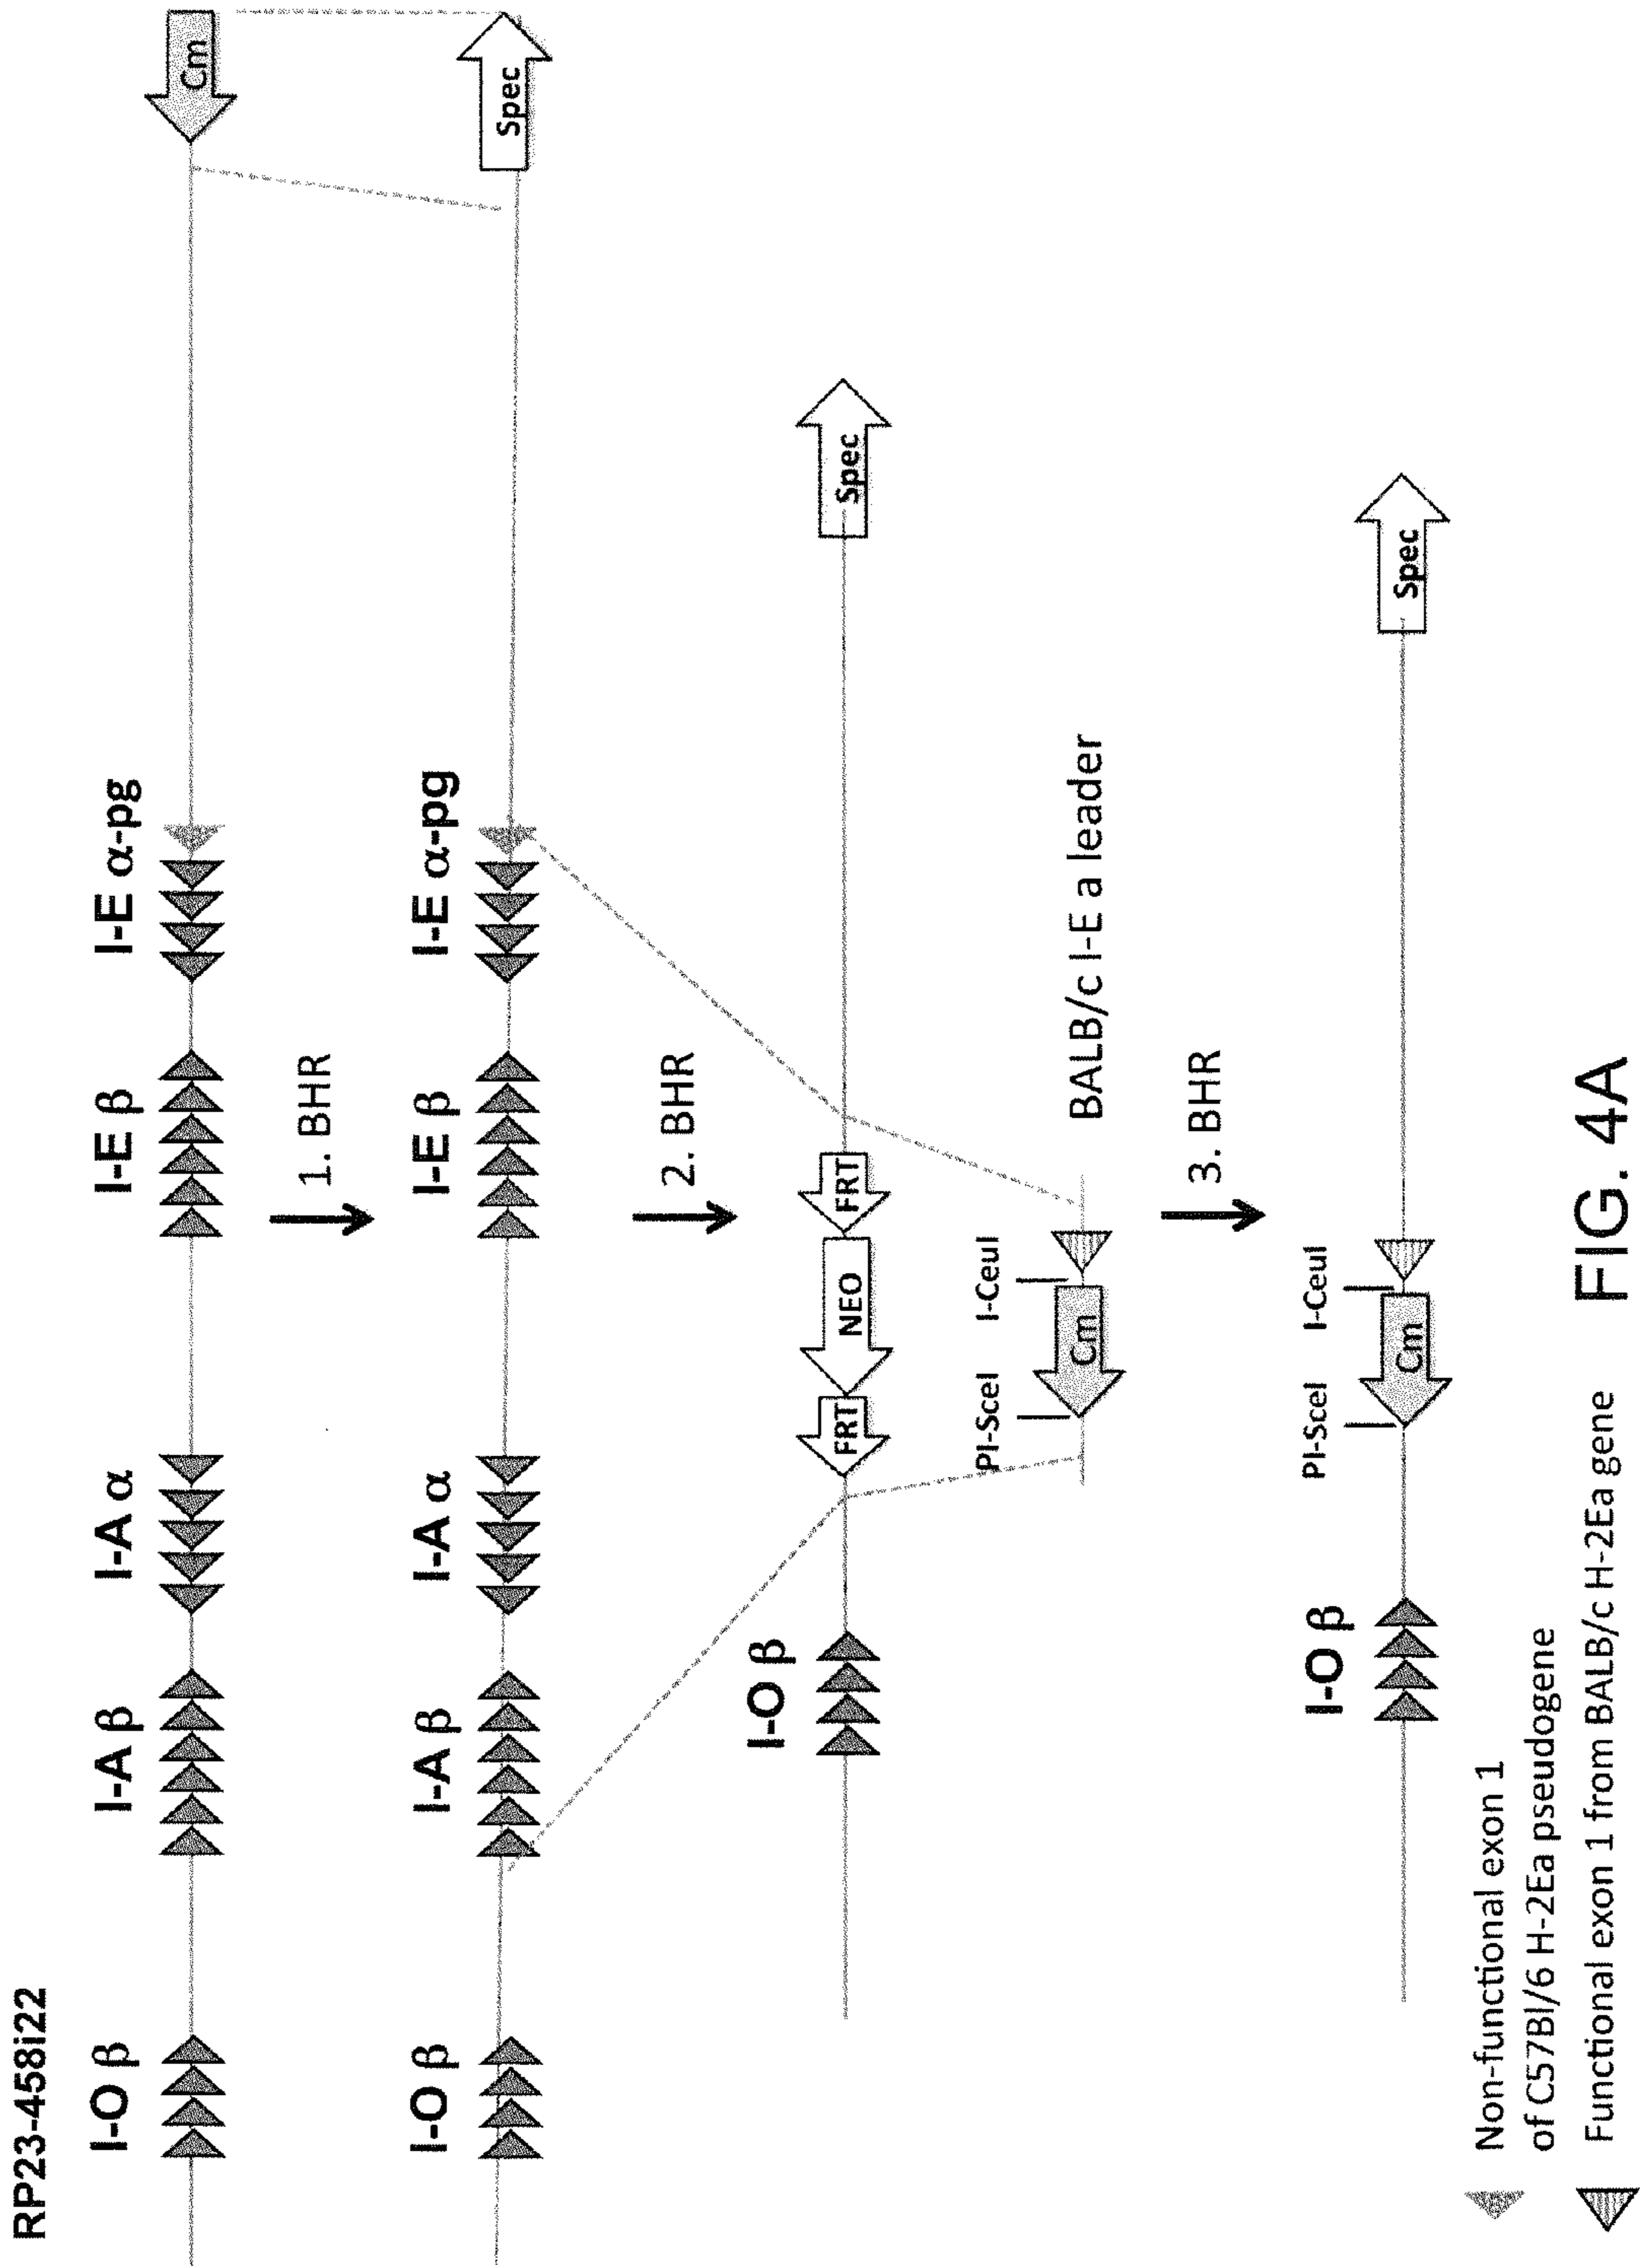 RP23-458i22
I-O β
I-A β
I-A α
I-E β
I-E α-pg
Cm
1. BHR
I-O β
I-A β
I-A α
I-E β
I-E α-pg
Spec
2. BHR
I-O β
FRT
NEO
FRT
Spec
PI-SceI
I-CeuI
Cm
BALB/c I-E a leader
3. BHR
I-O β
PI-SceI
I-CeuI
Cm
Spec
Non-functional exon 1
of C57Bl/6 H-2Ea pseudogene
Functional exon 1 from BALB/c H-2Ea gene
FIG. 4A